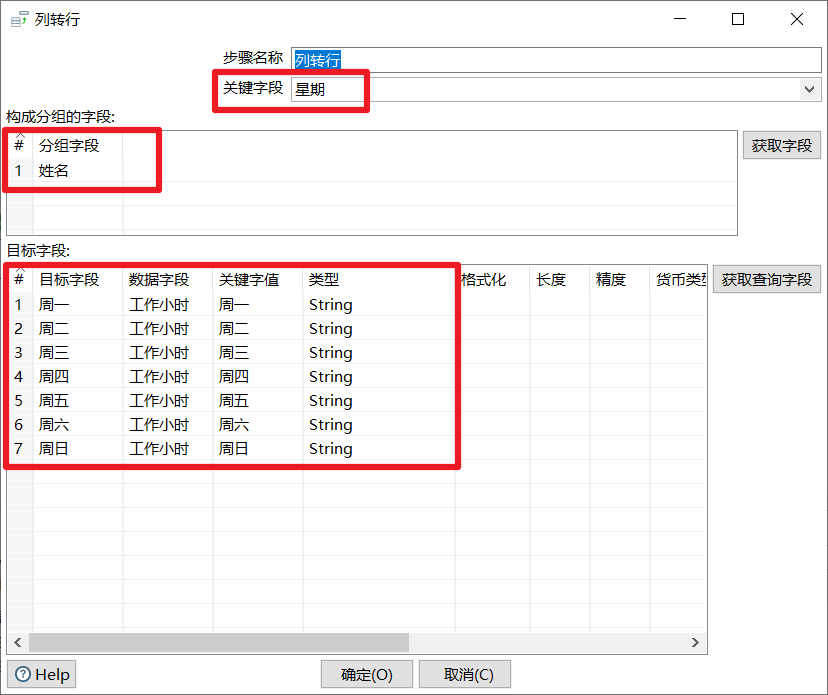 列转行
步骤名称 列转行
关键字段 星期
构成分组的字段:
# 分组字段
1 姓名
获取字段
目标字段:
# 目标字段 数据字段 关键字值 类型 格式化 长度 精度 货币类型
1 周一 工作小时 周一 String
2 周二 工作小时 周二 String
3 周三 工作小时 周三 String
4 周四 工作小时 周四 String
5 周五 工作小时 周五 String
6 周六 工作小时 周六 String
7 周日 工作小时 周日 String
获取查询字段
Help 确定(O) 取消(C)